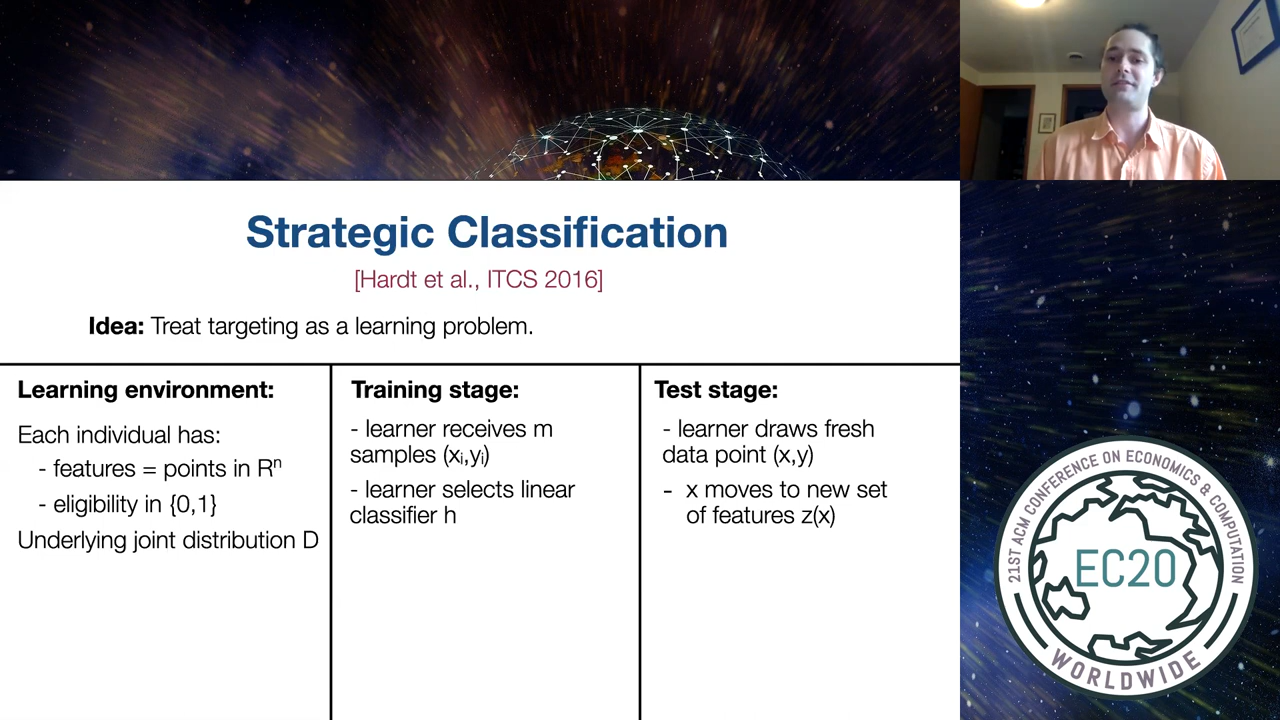 Strategic Classification
[Hardt et al., ITCS 2016]
Idea: Treat targeting as a learning problem.
Learning environment:
Each individual has:
- features = points in Rⁿ
- eligibility in {0,1}
Underlying joint distribution D
Training stage:
- learner receives m
samples (xᵢ,yᵢ)
- learner selects linear
classifier h
Test stage:
- learner draws fresh
data point (x,y)
- x moves to new set
of features z(x)
21ST ACM CONFERENCE ON ECONOMICS & COMPUTATION
EC20
WORLDWIDE